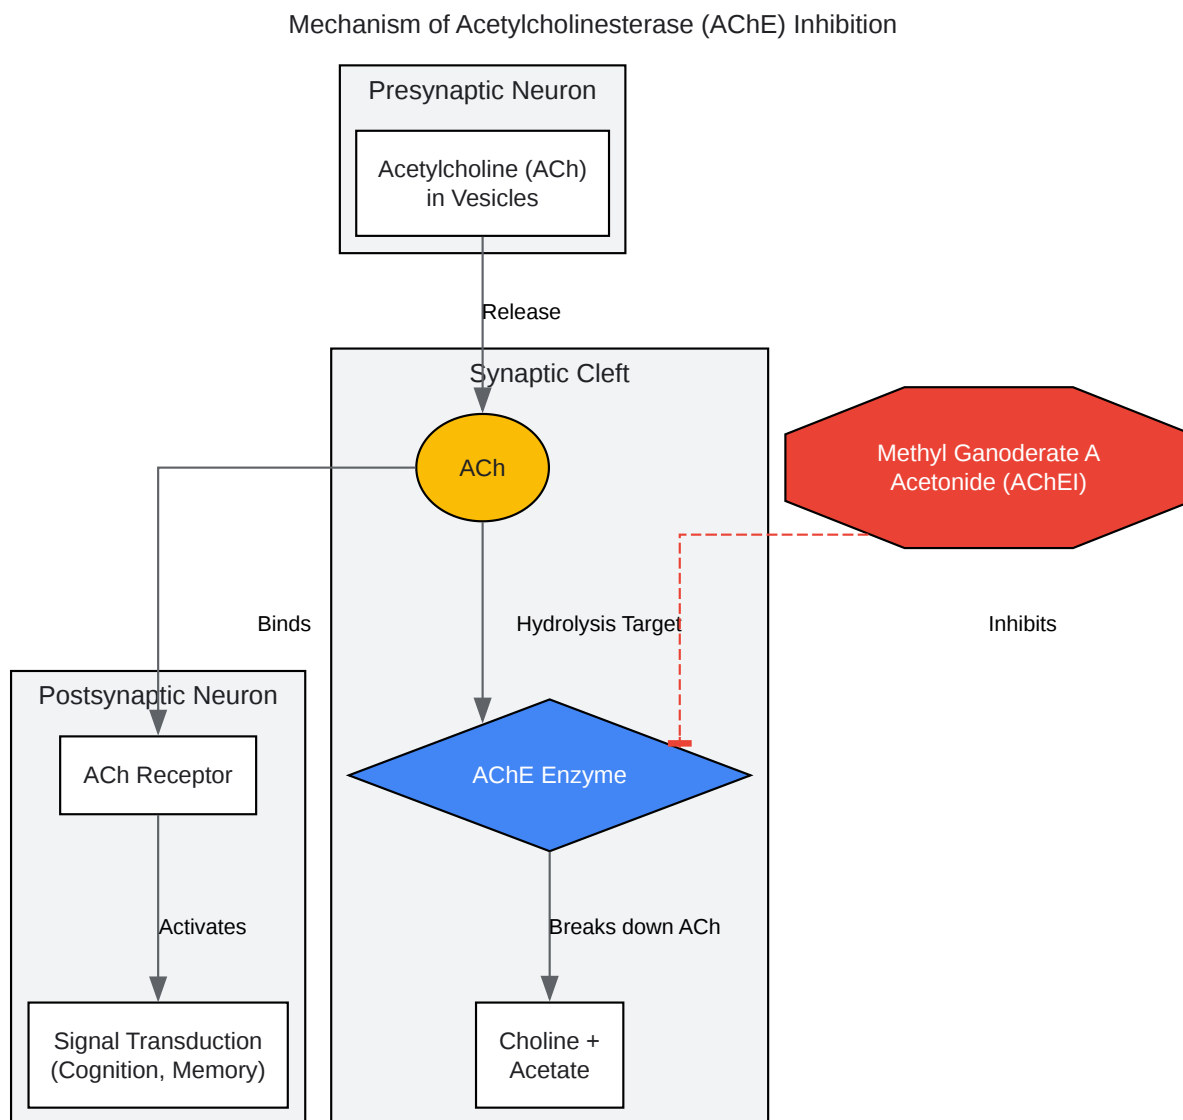 Mechanism of Acetylcholinesterase (AChE) Inhibition
Presynaptic Neuron
Acetylcholine (ACh)
in Vesicles
Release
Synaptic Cleft
ACh
Methyl Ganoderate A
Acetonide (AChEI)
Binds
Hydrolysis Target
Inhibits
Postsynaptic Neuron
ACh Receptor
AChE Enzyme
Activates
Breaks down ACh
Signal Transduction
(Cognition, Memory)
Choline +
Acetate